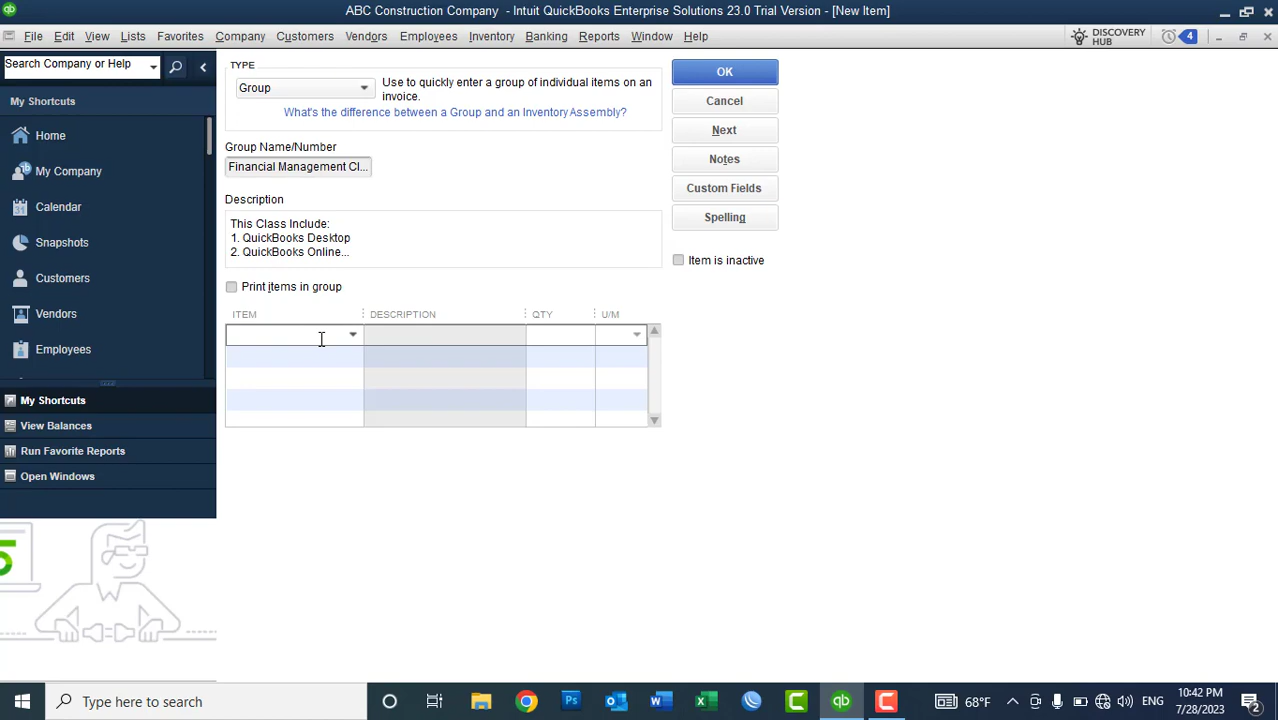 ABC Construction Company - Intuit QuickBooks Enterprise Solutions 23.0 Trial Version - [New Item]
File Edit View Lists Favorites Company Customers Vendors Employees Inventory Banking Reports Window Help
DISCOVERY HUB
4
Search Company or Help
My Shortcuts
Home
My Company
Calendar
Snapshots
Customers
Vendors
Employees
My Shortcuts
View Balances
Run Favorite Reports
Open Windows
TYPE
Group
Use to quickly enter a group of individual items on an
invoice.
What's the difference between a Group and an Inventory Assembly?
Group Name/Number
Financial Management Cl...
Description
This Class Include:
1. QuickBooks Desktop
2. QuickBooks Online...
Print items in group
ITEM DESCRIPTION QTY U/M
OK
Cancel
Next
Notes
Custom Fields
Spelling
Item is inactive
Type here to search
68°F
ENG
10:42 PM
7/28/2023
2